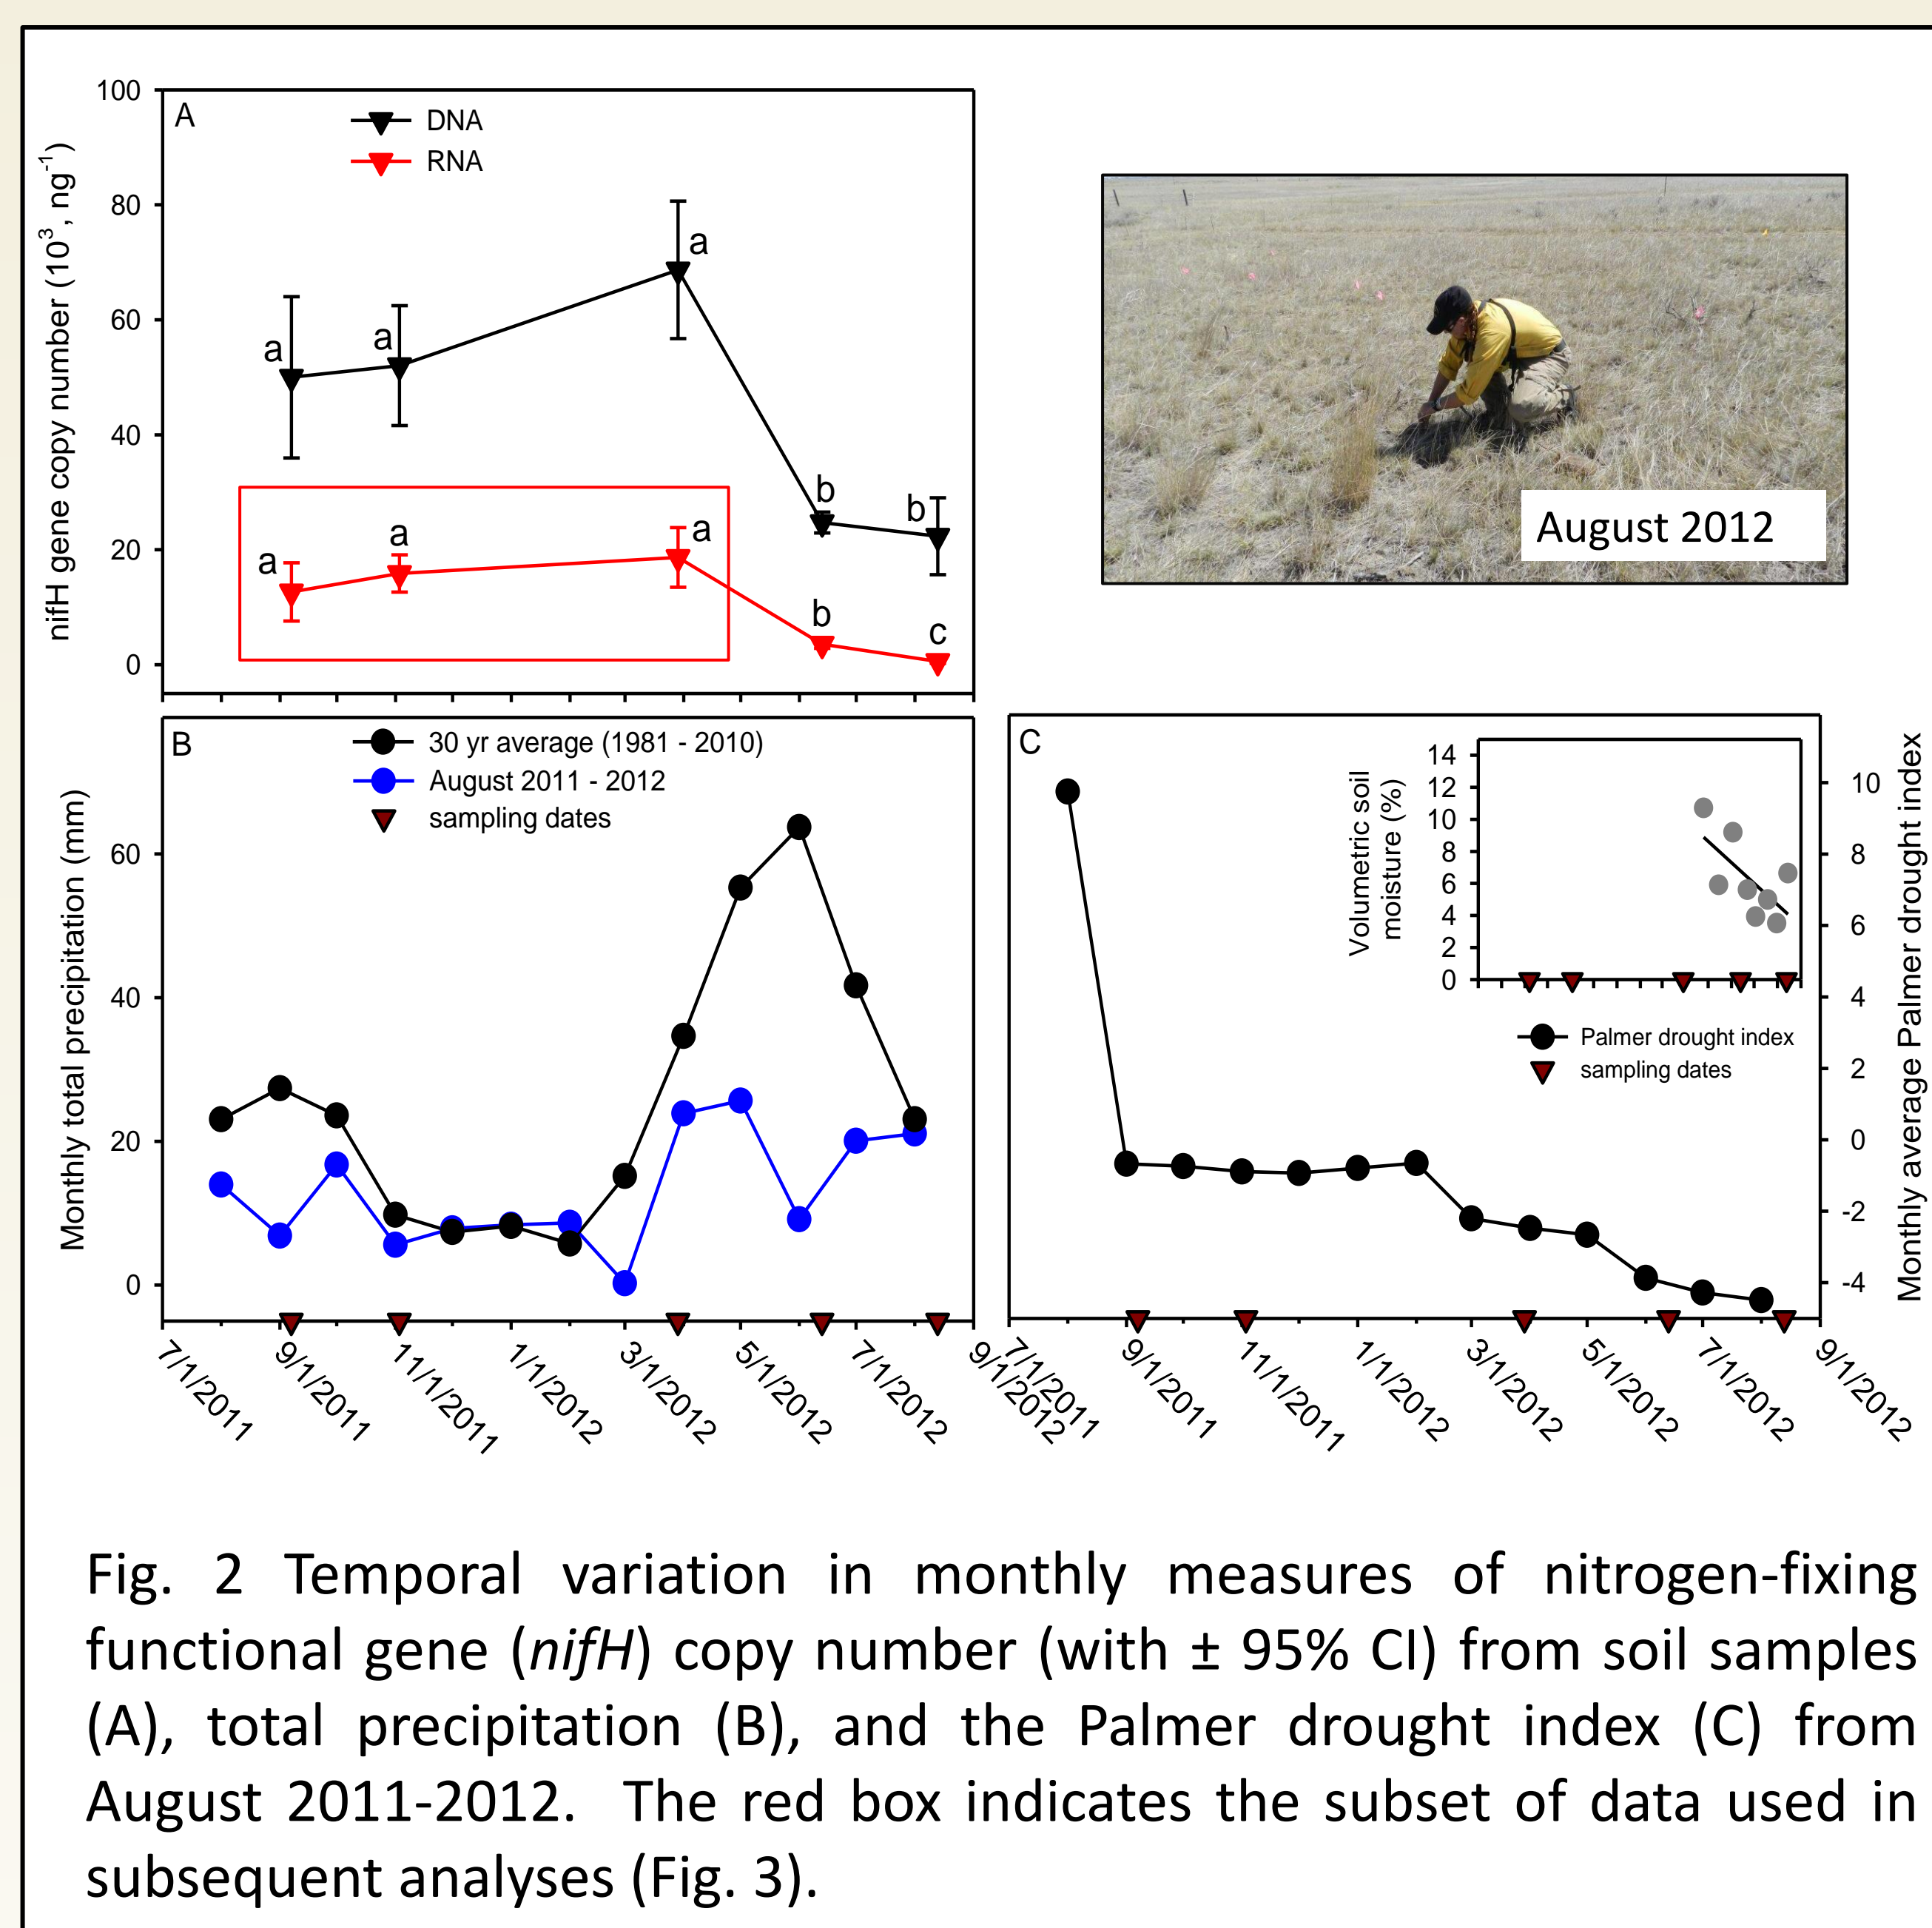 A
DNA
RNA
nifH gene copy number (10³, ng⁻¹)
100
80
60
40
20
0
a
a
a
b
b
a
a
a
b
c
August 2012
B
30 yr average (1981 - 2010)
August 2011 - 2012
sampling dates
Monthly total precipitation (mm)
60
40
20
0
7/1/2011
9/1/2011
11/1/2011
1/1/2012
3/1/2012
5/1/2012
7/1/2012
9/1/2012
C
Volumetric soil
moisture (%)
14
12
10
8
6
4
2
0
Palmer drought index
sampling dates
Monthly average Palmer drought index
10
8
6
4
2
0
-2
-4
7/1/2011
9/1/2011
11/1/2011
1/1/2012
3/1/2012
5/1/2012
7/1/2012
9/1/2012
Fig. 2 Temporal variation in monthly measures of nitrogen-fixing
functional gene (nifH) copy number (with ± 95% CI) from soil samples
(A), total precipitation (B), and the Palmer drought index (C) from
August 2011-2012. The red box indicates the subset of data used in
subsequent analyses (Fig. 3).